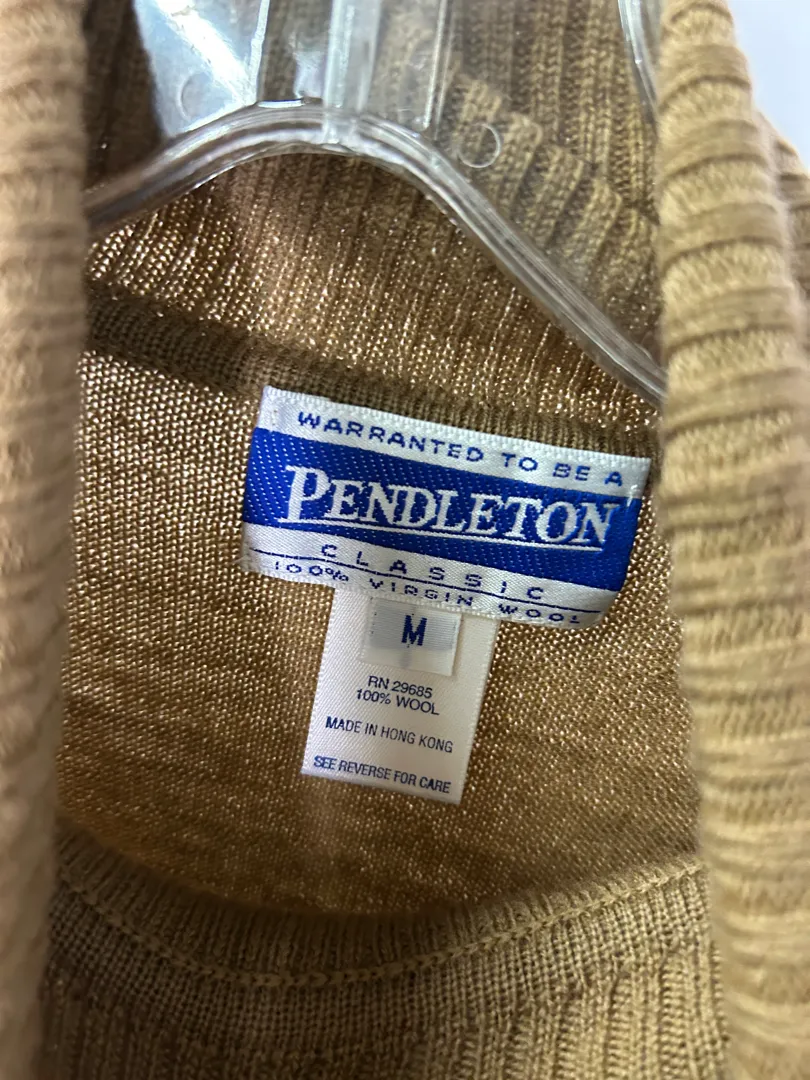 WARRANTED TO BE A
PENDLETON
CLASSIC
100% VIRGIN WOOL
M
RN 29685
100% WOOL
MADE IN HONG KONG
SEE REVERSE FOR CARE